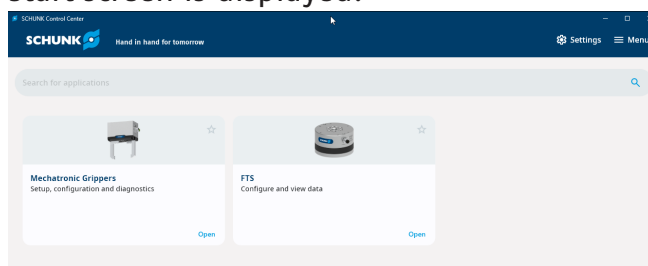 start screen is displayed.
SCHUNK Control Center
SCHUNK
Hand in hand for tomorrow
Settings
Menu
Search for applications
Mechatronic Grippers
Setup, configuration and diagnostics
Open
FTS
Configure and view data
Open